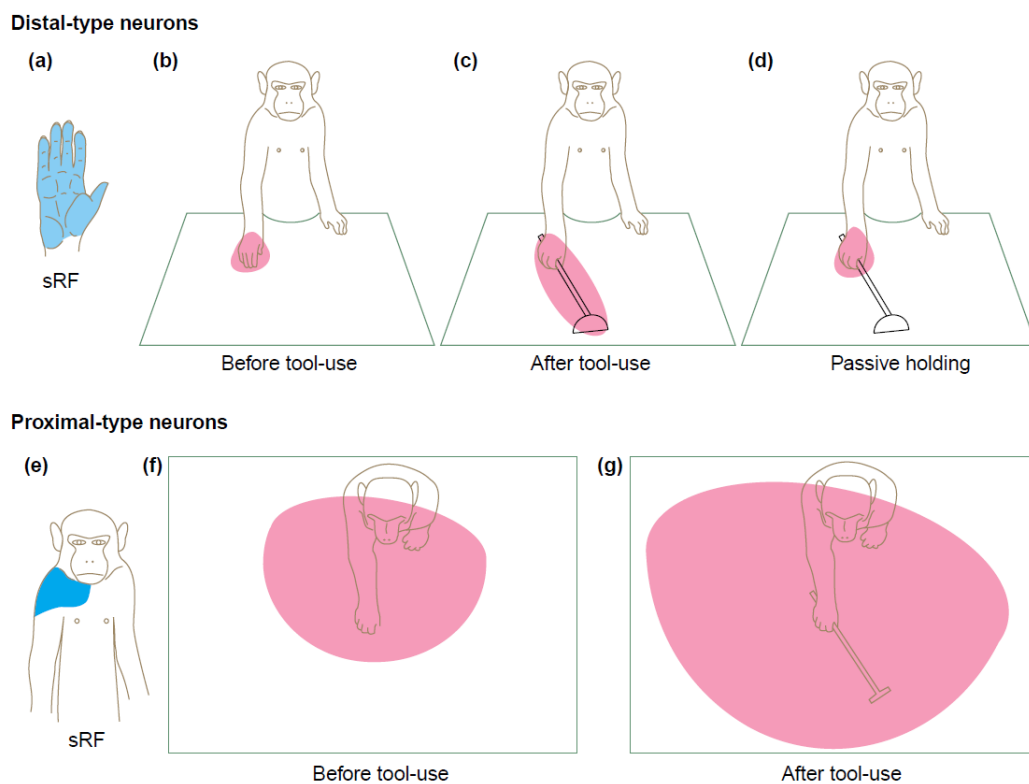 Distal-type neurons
(a)
(b)
(c)
(d)
sRF
Before tool-use
After tool-use
Passive holding
Proximal-type neurons
(e)
(f)
(g)
sRF
Before tool-use
After tool-use